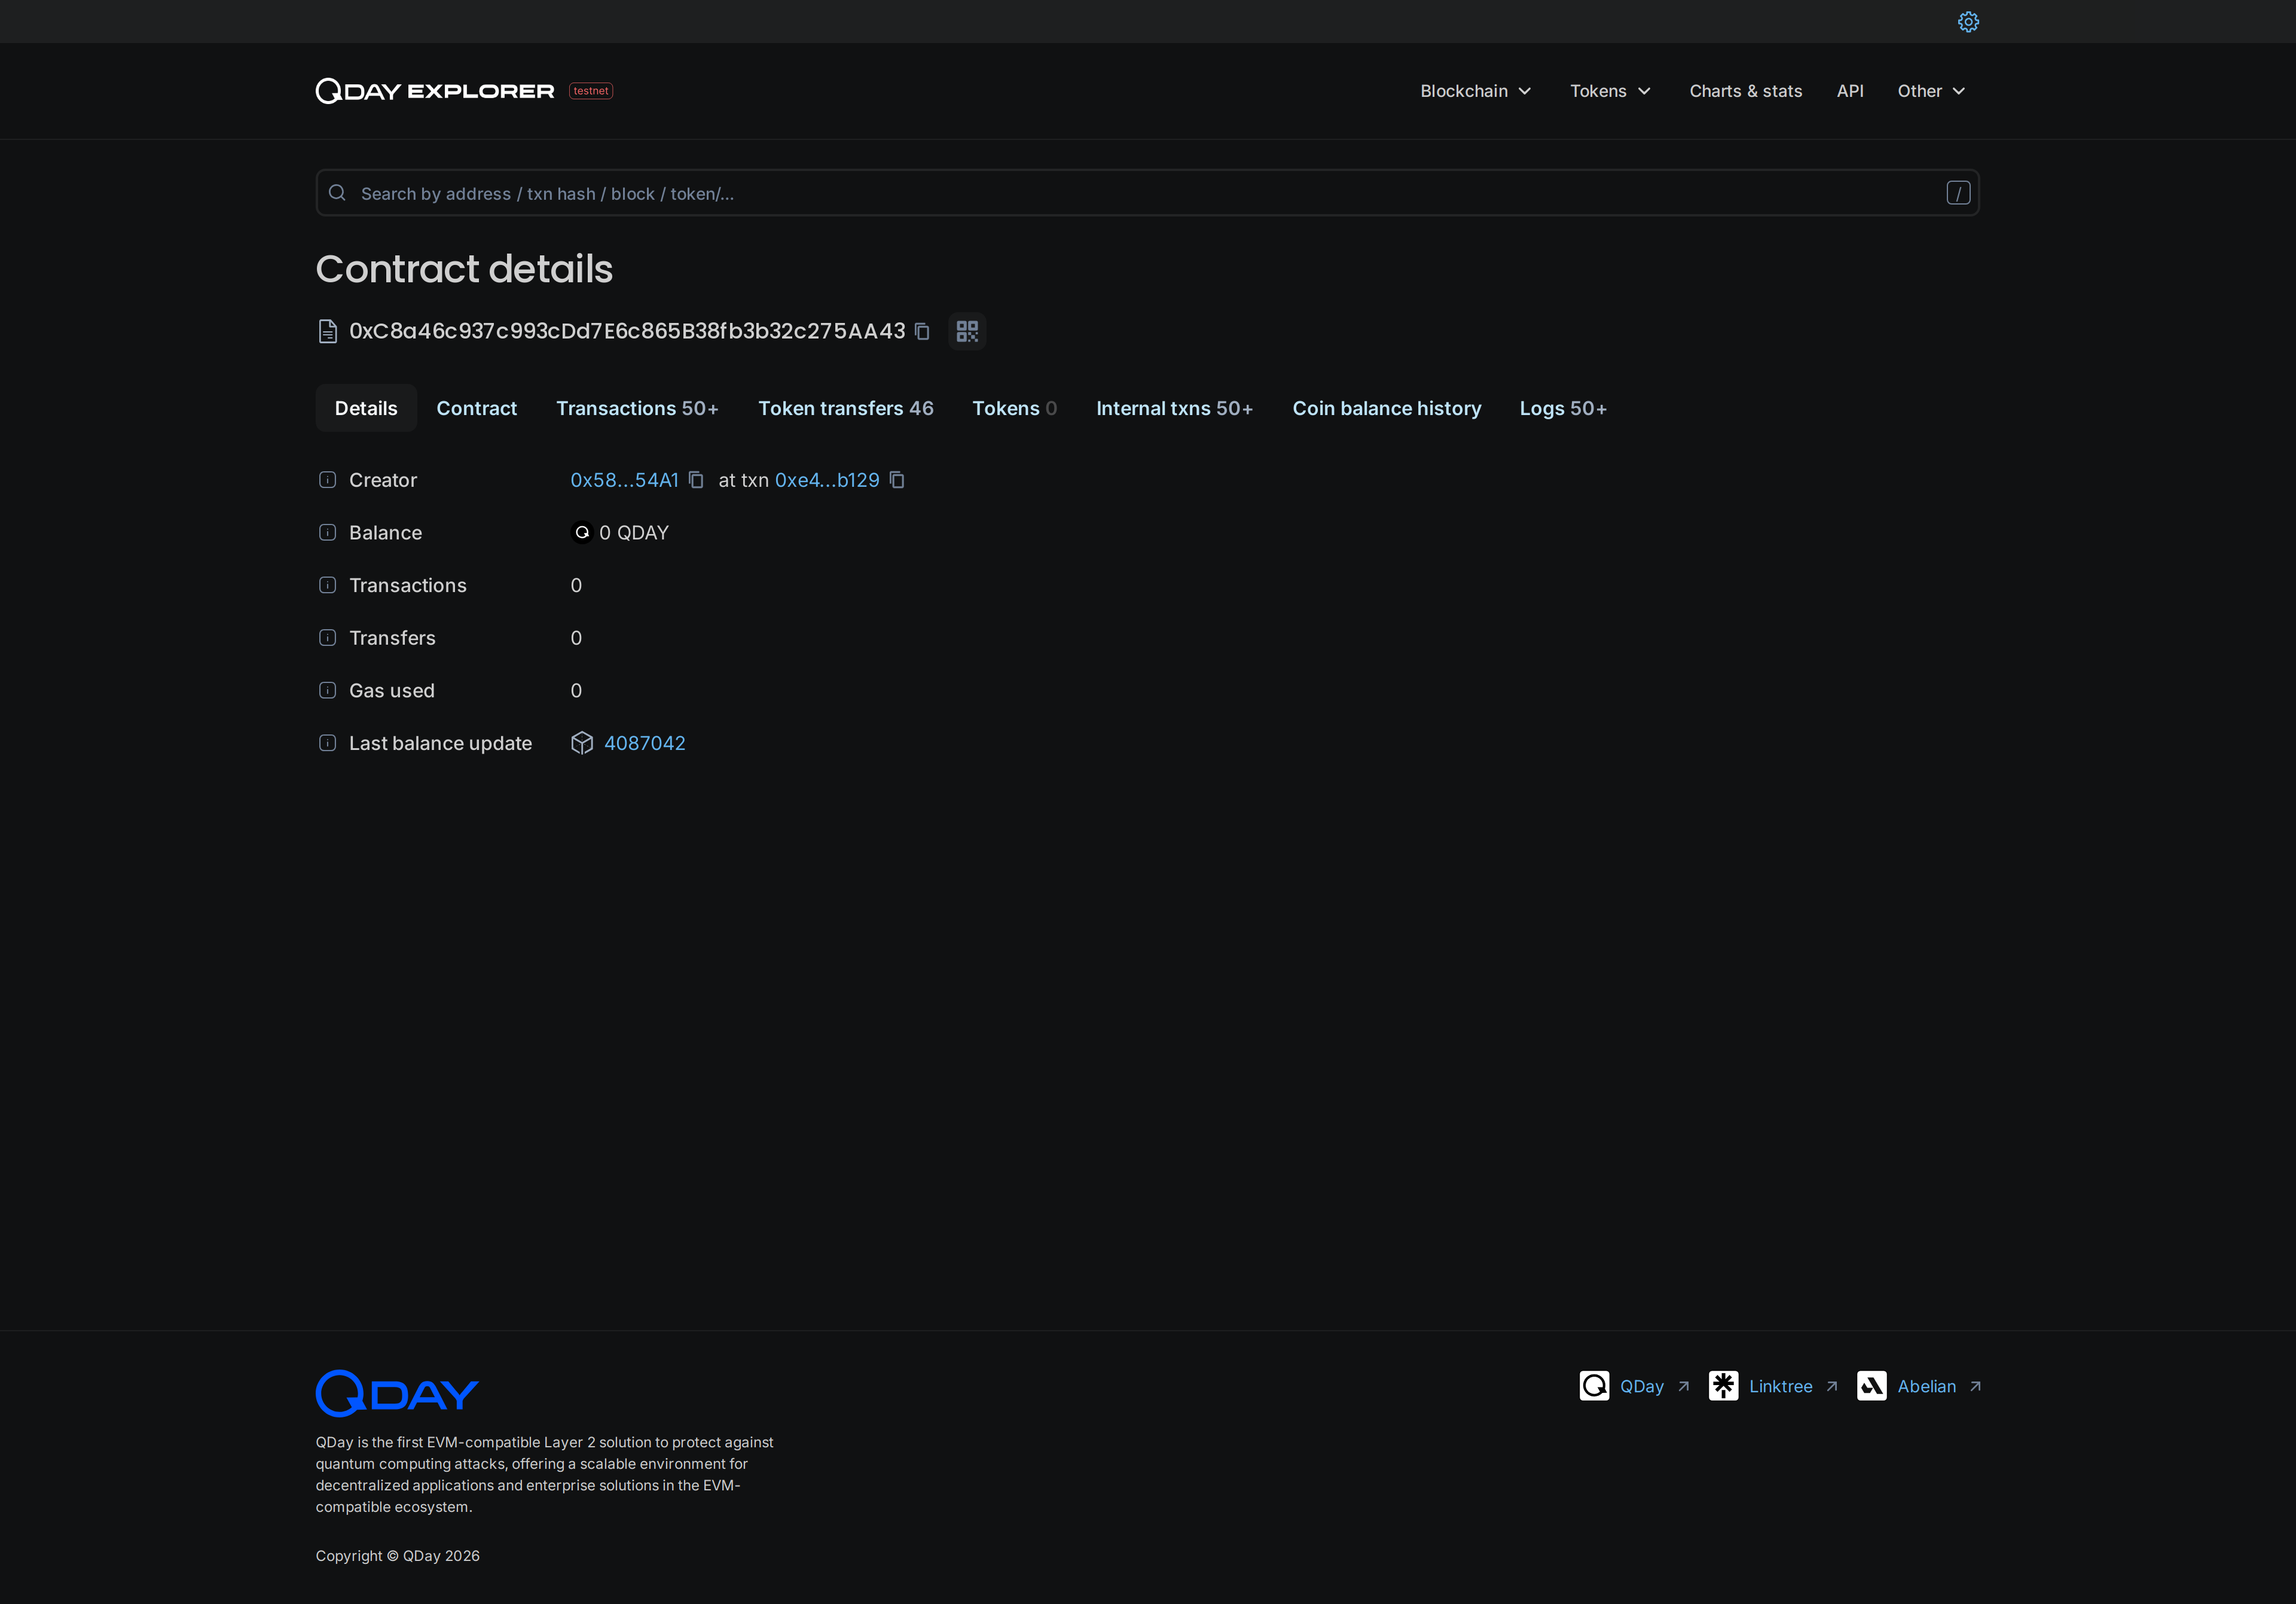 QDAY EXPLORER testnet
Blockchain Tokens Charts & stats API Other
Search by address / txn hash / block / token/... /
Contract details
0xC8a46c937c993cDd7E6c865B38fb3b32c275AA43
Details Contract Transactions 50+ Token transfers 46 Tokens 0 Internal txns 50+ Coin balance history Logs 50+
Creator 0x58...54A1 at txn 0xe4...b129
Balance 0 QDAY
Transactions 0
Transfers 0
Gas used 0
Last balance update 4087042
QDAY
QDay Linktree Abelian
QDay is the first EVM-compatible Layer 2 solution to protect against
quantum computing attacks, offering a scalable environment for
decentralized applications and enterprise solutions in the EVM-
compatible ecosystem.
Copyright © QDay 2026